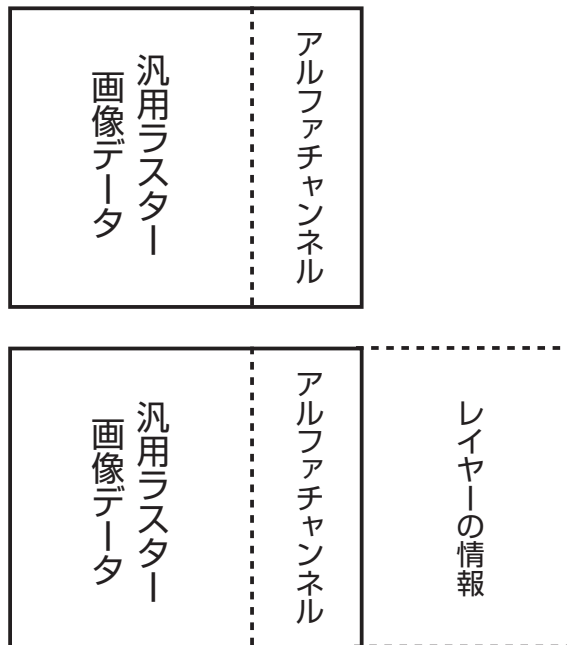 汎用ラスター
画像データ
アルファチャンネル
汎用ラスター
画像データ
アルファチャンネル
レイヤーの情報